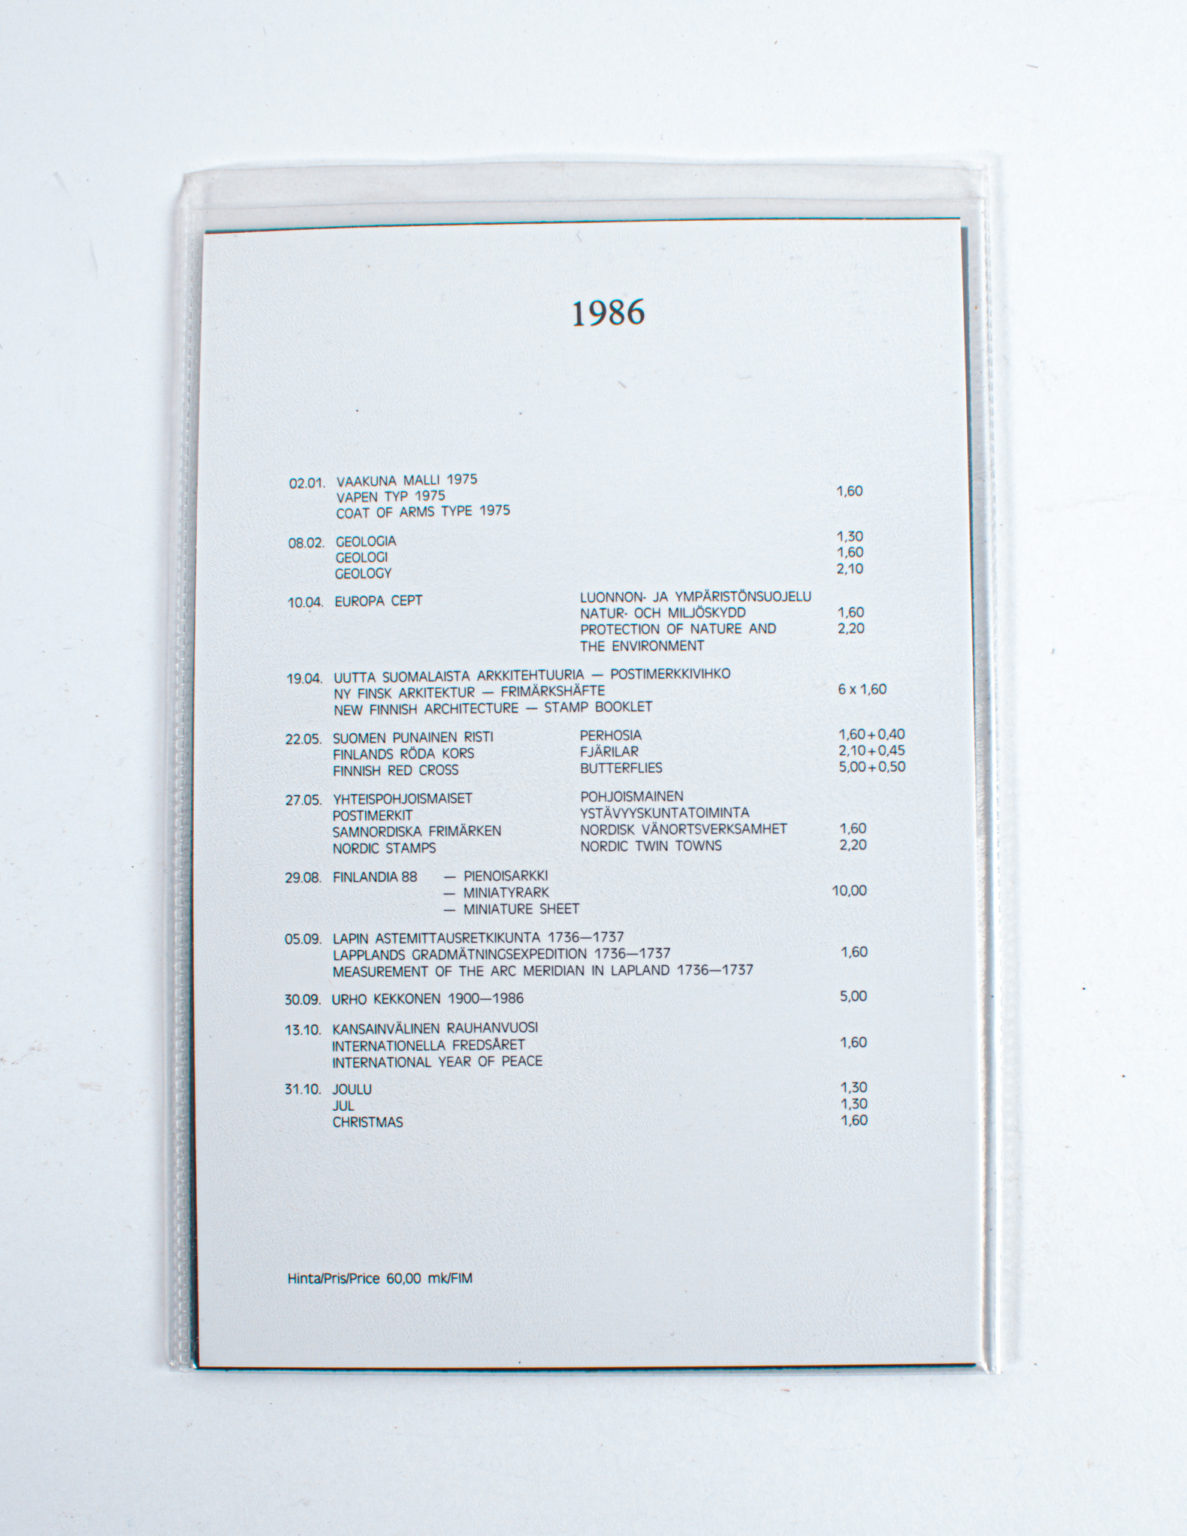 1986
02.01. VAAKUNA MALLI 1975
VAPEN TYP 1975 1,60
COAT OF ARMS TYPE 1975
08.02. GEOLOGIA 1,30
GEOLOGI 1,60
GEOLOGY 2,10
10.04. EUROPA CEPT LUONNON- JA YMPÄRISTÖNSUOJELU
NATUR- OCH MILJÖSKYDD 1,60
PROTECTION OF NATURE AND 2,20
THE ENVIRONMENT
19.04. UUTTA SUOMALAISTA ARKKITEHTUURIA — POSTIMERKKIVIHKO
NY FINSK ARKITEKTUR — FRIMÄRKSHÄFTE 6 x 1,60
NEW FINNISH ARCHITECTURE — STAMP BOOKLET
22.05. SUOMEN PUNAINEN RISTI PERHOSIA 1,60+0,40
FINLANDS RÖDA KORS FJÄRILAR 2,10+0,45
FINNISH RED CROSS BUTTERFLIES 5,00+0,50
27.05. YHTEISPOHJOISMAISET POHJOISMAINEN
POSTIMERKIT YSTÄVYYSKUNTATOIMINTA
SAMNORDISKA FRIMÄRKEN NORDISK VÄNORTSVERKSAMHET 1,60
NORDIC STAMPS NORDIC TWIN TOWNS 2,20
29.08. FINLANDIA 88 — PIENOISARKKI
— MINIATYRARK 10,00
— MINIATURE SHEET
05.09. LAPIN ASTEMITTAUSRETKIKUNTA 1736—1737
LAPPLANDS GRADMÄTNINGSEXPEDITION 1736—1737 1,60
MEASUREMENT OF THE ARC MERIDIAN IN LAPLAND 1736—1737
30.09. URHO KEKKONEN 1900—1986 5,00
13.10. KANSAINVÄLINEN RAUHANVUOSI
INTERNATIONELLA FREDSÅRET 1,60
INTERNATIONAL YEAR OF PEACE
31.10. JOULU 1,30
JUL 1,30
CHRISTMAS 1,60
Hinta/Pris/Price 60,00 mk/FIM